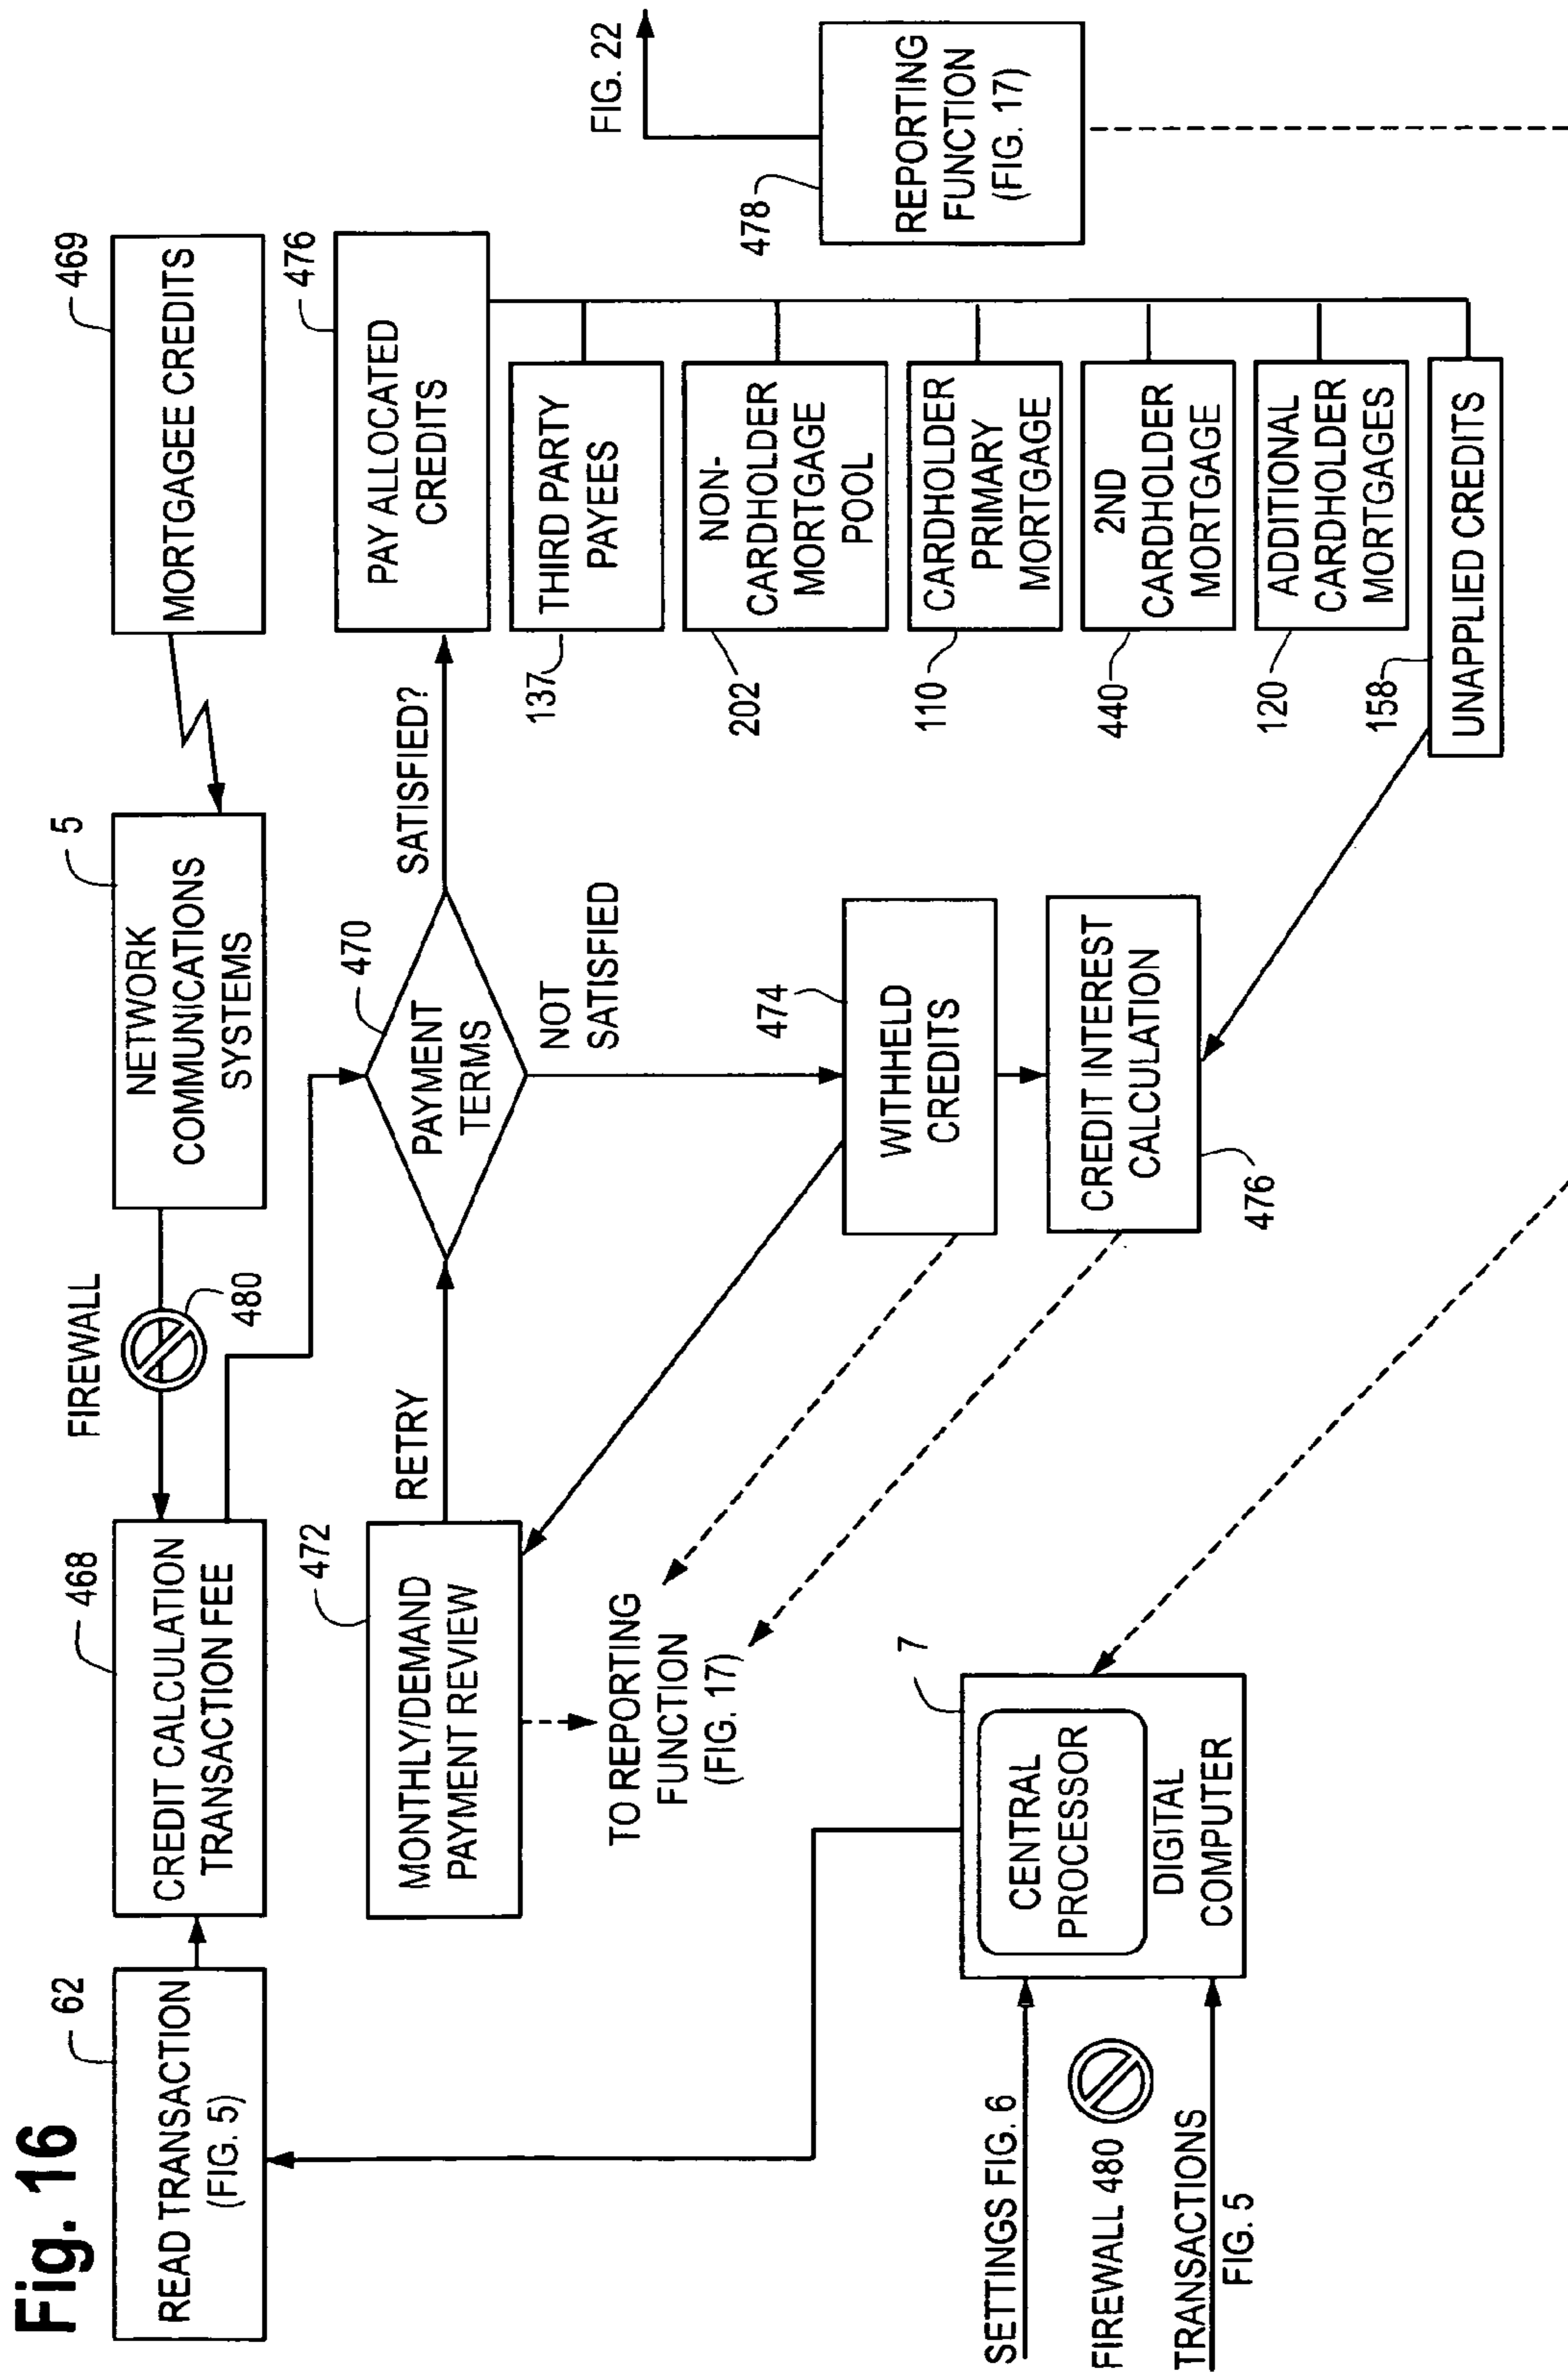 Fig. 16
62
READ TRANSACTION
(FIG. 5)
468
CREDIT CALCULATION
TRANSACTION FEE
FIREWALL
480
5
NETWORK
COMMUNICATIONS
SYSTEMS
469
MORTGAGEE CREDITS
472
MONTHLY/DEMAND
PAYMENT REVIEW
RETRY
470
PAYMENT
TERMS
SATISFIED?
NOT
SATISFIED
476
PAY ALLOCATED
CREDITS
THIRD PARTY
PAYEES
137
NON-
CARDHOLDER
MORTGAGE
POOL
202
CARDHOLDER
PRIMARY
MORTGAGE
110
2ND
CARDHOLDER
MORTGAGE
440
ADDITIONAL
CARDHOLDER
MORTGAGES
120
158
UNAPPLIED CREDITS
FIG. 22
478
REPORTING
FUNCTION
(FIG. 17)
TO REPORTING
FUNCTION
(FIG. 17)
474
WITHHELD
CREDITS
CREDIT INTEREST
CALCULATION
476
7
CENTRAL
PROCESSOR
DIGITAL
COMPUTER
SETTINGS FIG. 6
FIREWALL 480
TRANSACTIONS
FIG. 5